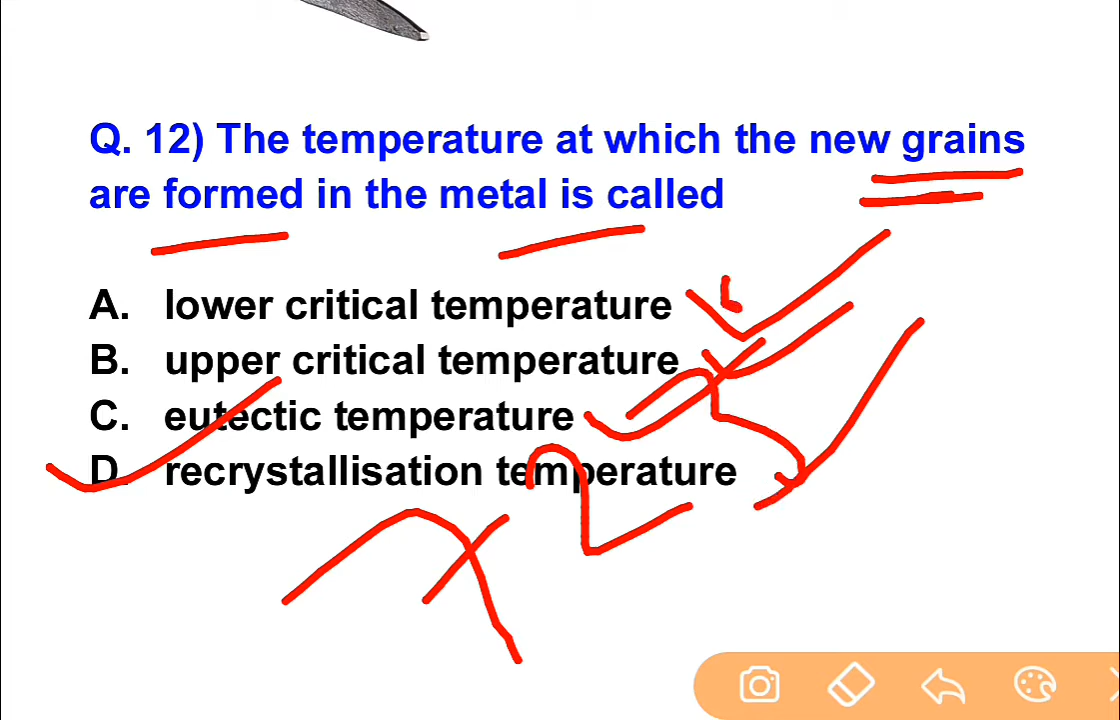 Q. 12) The temperature at which the new grains
are formed in the metal is called
A. lower critical temperature
B. upper critical temperature
C. eutectic temperature
D recrystallisation temperature